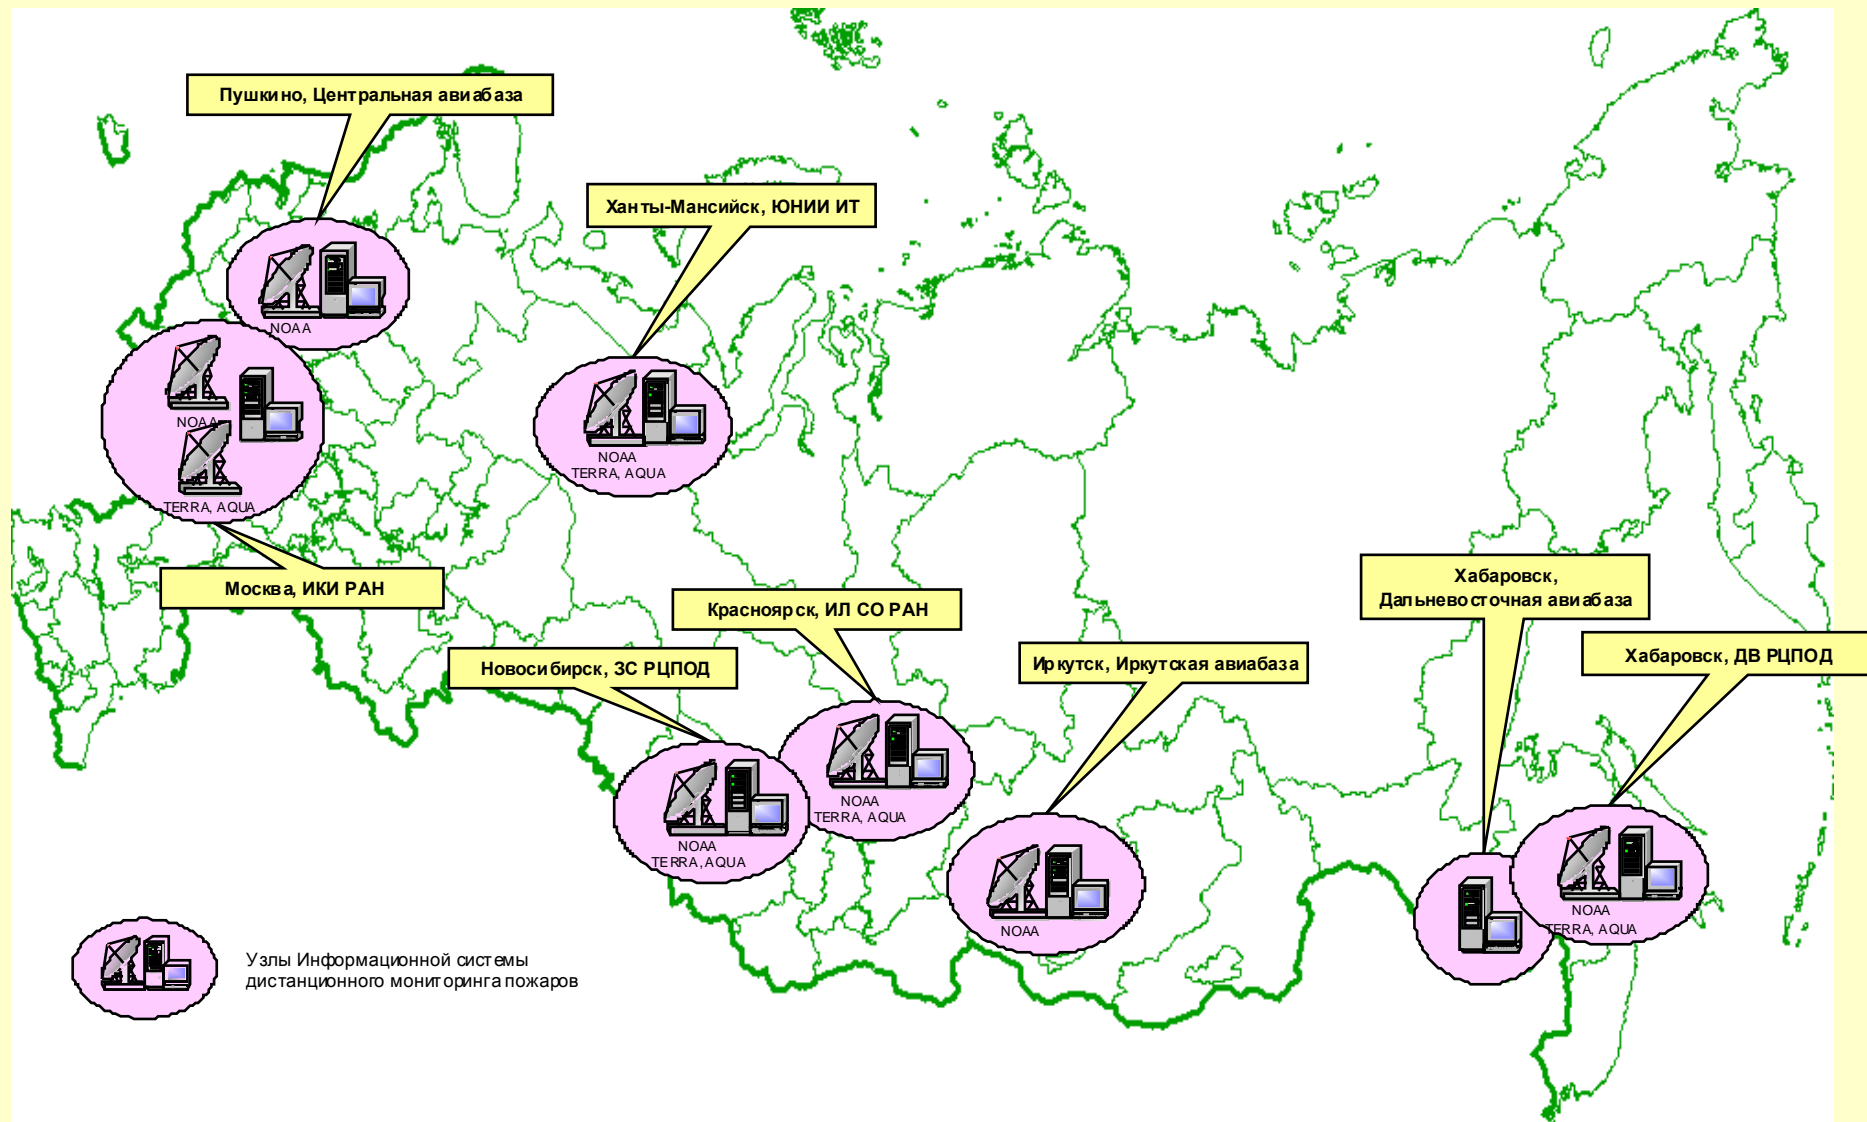 Пушкино, Центральная авиабаза
Ханты-Мансийск, ЮНИИ ИТ
NOAA
NOAA
TERRA, AQUA
NOAA
TERRA, AQUA
Москва, ИКИ РАН
Хабаровск,
Дальневосточная авиабаза
Красноярск, ИЛ СО РАН
Хабаровск, ДВ РЦПОД
Иркутск, Иркутская авиабаза
Новосибирск, ЗС РЦПОД
NOAA
TERRA, AQUA
NOAA
TERRA, AQUA
NOAA
NOAA
TERRA, AQUA
Узлы Информационной системы
дистанционного мониторинга пожаров